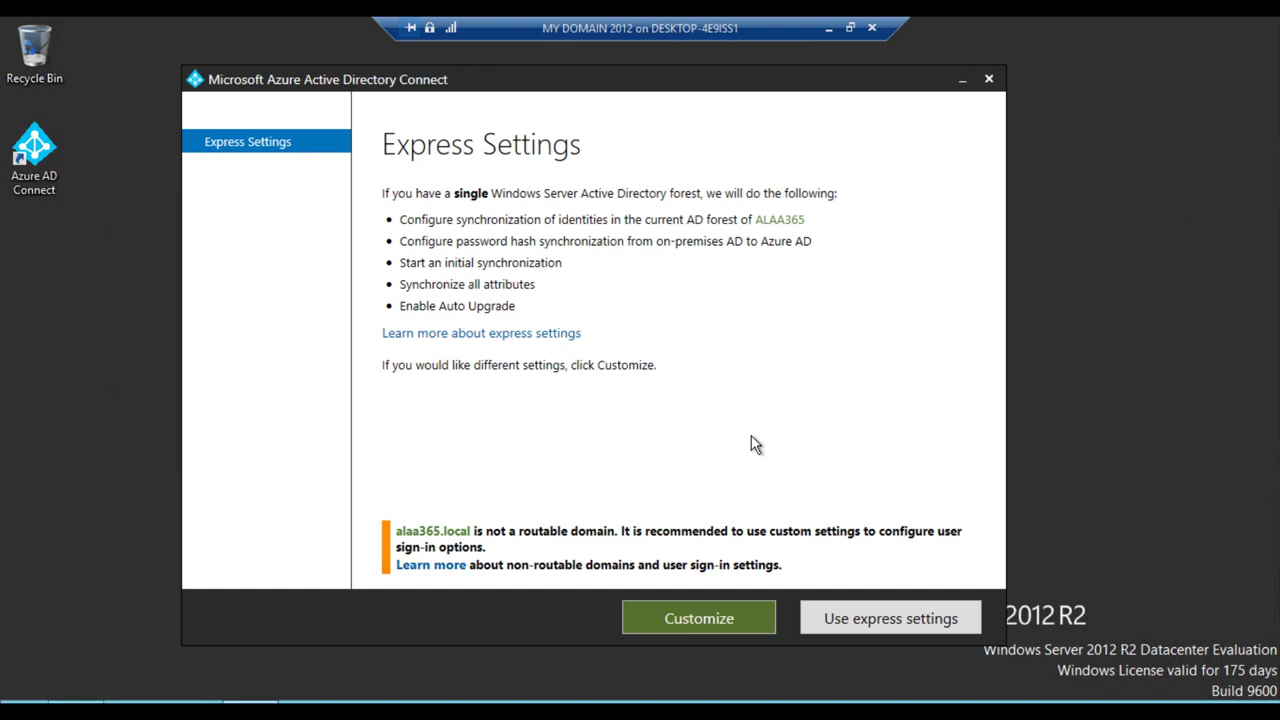 MY DOMAIN 2012 on DESKTOP-4E9ISS1
Recycle Bin
Azure AD
Connect
Microsoft Azure Active Directory Connect
Express Settings
Express Settings
If you have a single Windows Server Active Directory forest, we will do the following:
• Configure synchronization of identities in the current AD forest of ALAA365
• Configure password hash synchronization from on-premises AD to Azure AD
• Start an initial synchronization
• Synchronize all attributes
• Enable Auto Upgrade
Learn more about express settings
If you would like different settings, click Customize.
alaa365.local is not a routable domain. It is recommended to use custom settings to configure user
sign-in options.
Learn more about non-routable domains and user sign-in settings.
Customize
Use express settings
2012 R2
Windows Server 2012 R2 Datacenter Evaluation
Windows License valid for 175 days
Build 9600